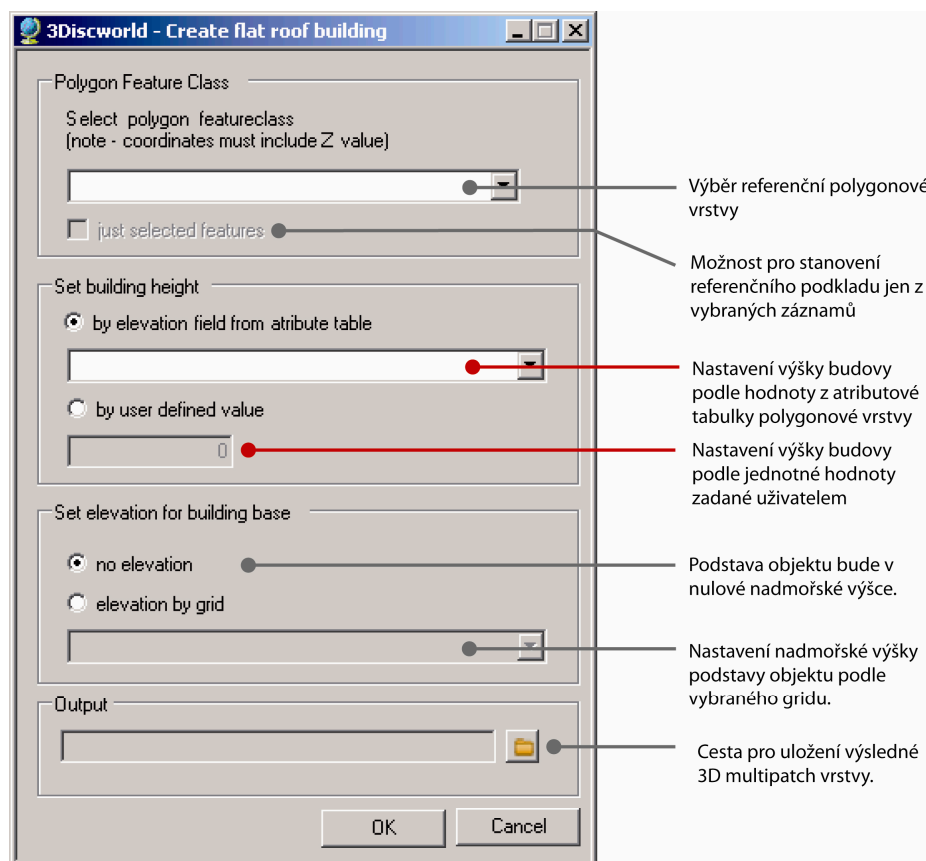 3Discworld - Create flat roof building
Polygon Feature Class
Select polygon featureclass
(note - coordinates must include Z value)
just selected features
Set building height
by elevation field from atribute table
by user defined value
0
Set elevation for building base
no elevation
elevation by grid
Output
OK
Cancel
Výběr referenční polygonové
vrstvy
Možnost pro stanovení
referenčního podkladu jen z
vybraných záznamů
Nastavení výšky budovy
podle hodnoty z atributové
tabulky polygonové vrstvy
Nastavení výšky budovy
podle jednotné hodnoty
zadané uživatelem
Podstava objektu bude v
nulové nadmořské výšce.
Nastavení nadmořské výšky
podstavy objektu podle
vybraného gridu.
Cesta pro uložení výsledné
3D multipatch vrstvy.